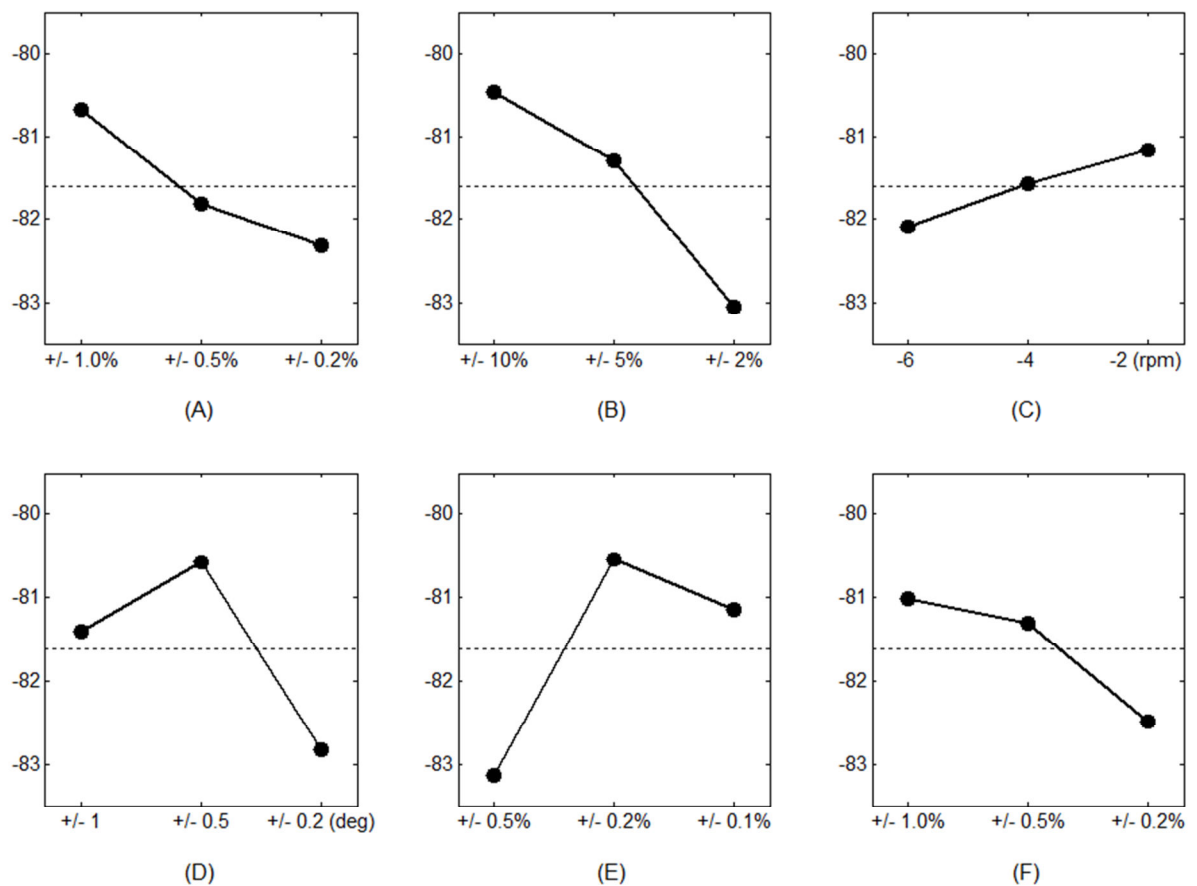 -80 -80 -80
-81 -81 -81
-82 -82 -82
-83 -83 -83
+/- 1.0% +/- 0.5% +/- 0.2% +/- 10% +/- 5% +/- 2% -6 -4 -2 (rpm)
(A) (B) (C)
-80 -80 -80
-81 -81 -81
-82 -82 -82
-83 -83 -83
+/- 1 +/- 0.5 +/- 0.2 (deg) +/- 0.5% +/- 0.2% +/- 0.1% +/- 1.0% +/- 0.5% +/- 0.2%
(D) (E) (F)